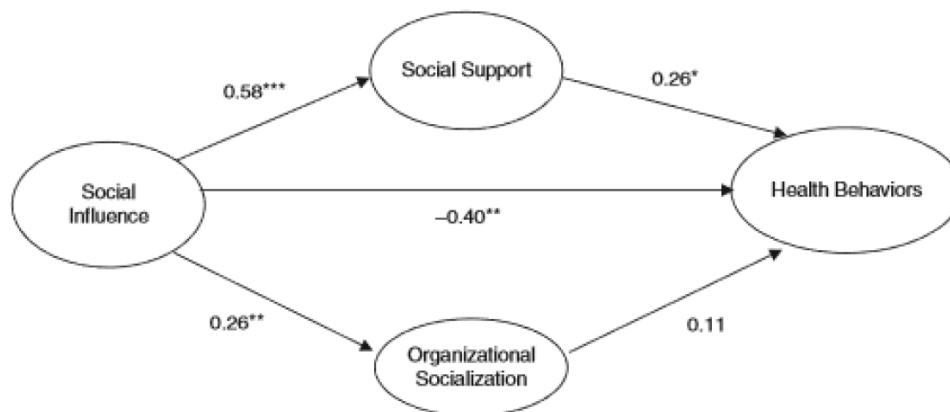 Social Support
0.58***
0.26*
Social
Influence
Health Behaviors
–0.40**
0.26**
0.11
Organizational
Socialization